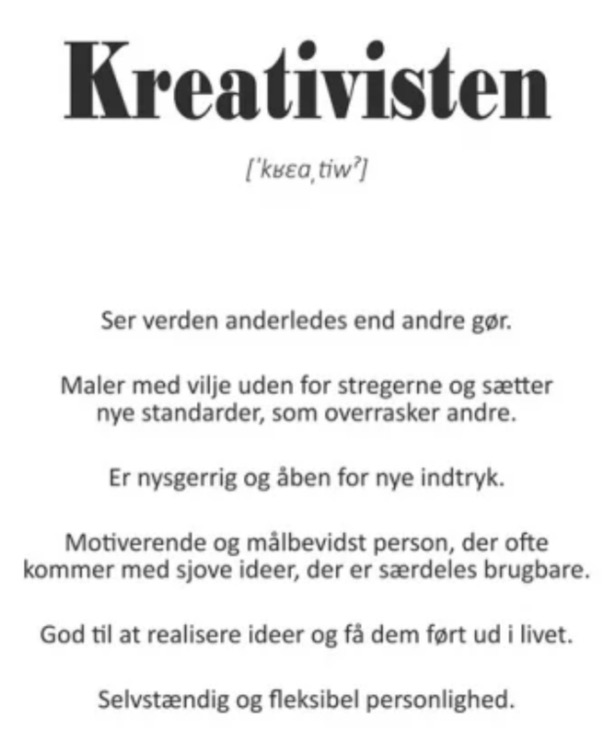 Kreativisten
[ˈkʁɛɑˌtiwˀ]
Ser verden anderledes end andre gør.
Maler med vilje uden for stregerne og sætter
nye standarder, som overrasker andre.
Er nysgerrig og åben for nye indtryk.
Motiverende og målbevidst person, der ofte
kommer med sjove ideer, der er særdeles brugbare.
God til at realisere ideer og få dem ført ud i livet.
Selvstændig og fleksibel personlighed.